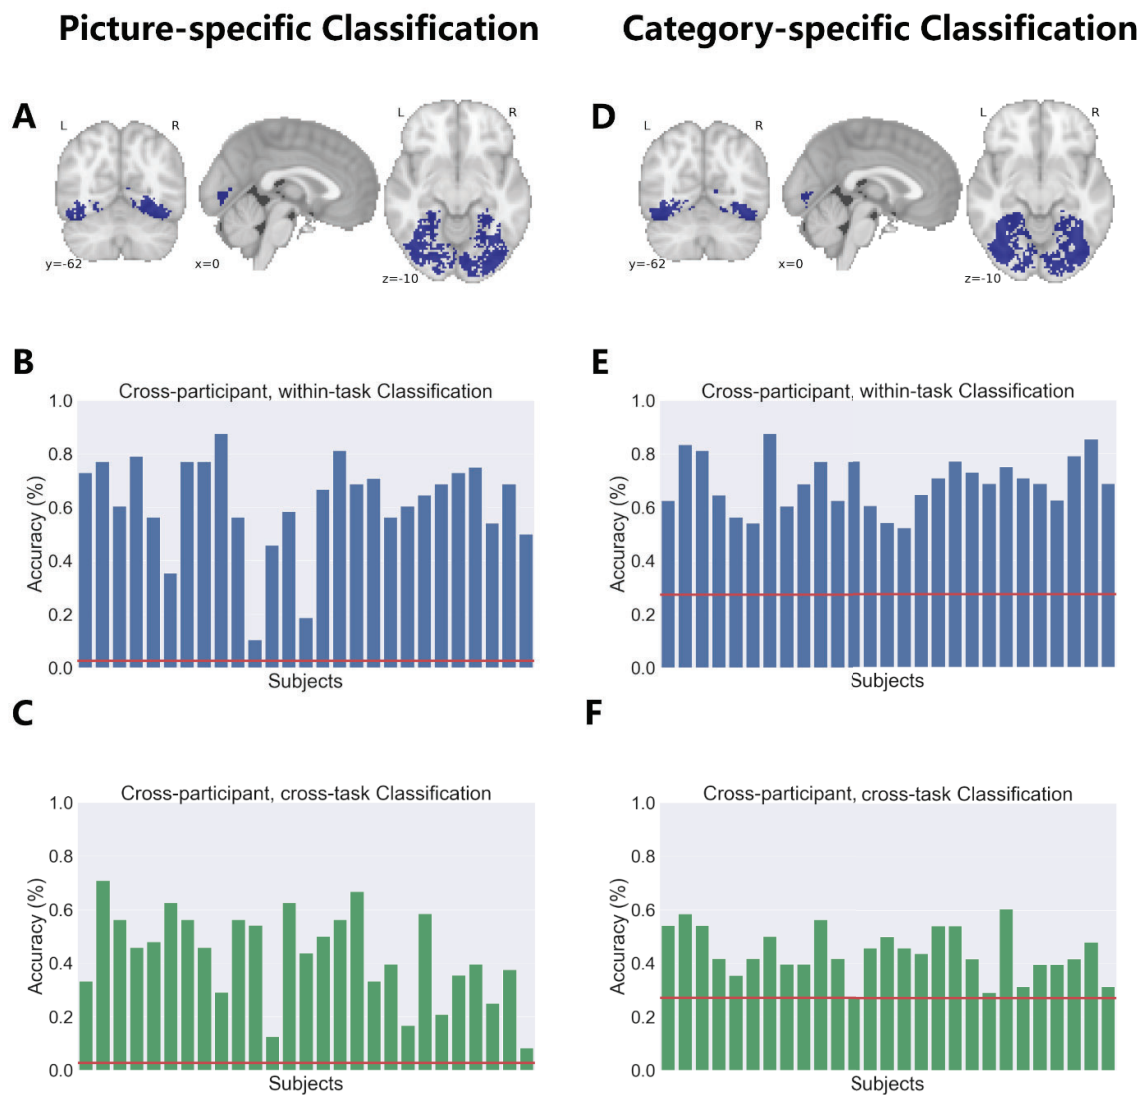 Picture-specific Classification
Category-specific Classification
A
L
R
y=-62
x=0
z=-10
D
L
R
y=-62
x=0
z=-10
B
Cross-participant, within-task Classification
1.0
0.8
0.6
0.4
0.2
0.0
Accuracy (%)
Subjects
E
Cross-participant, within-task Classification
1.0
0.8
0.6
0.4
0.2
0.0
Accuracy (%)
Subjects
C
Cross-participant, cross-task Classification
1.0
0.8
0.6
0.4
0.2
0.0
Accuracy (%)
Subjects
F
Cross-participant, cross-task Classification
1.0
0.8
0.6
0.4
0.2
0.0
Accuracy (%)
Subjects